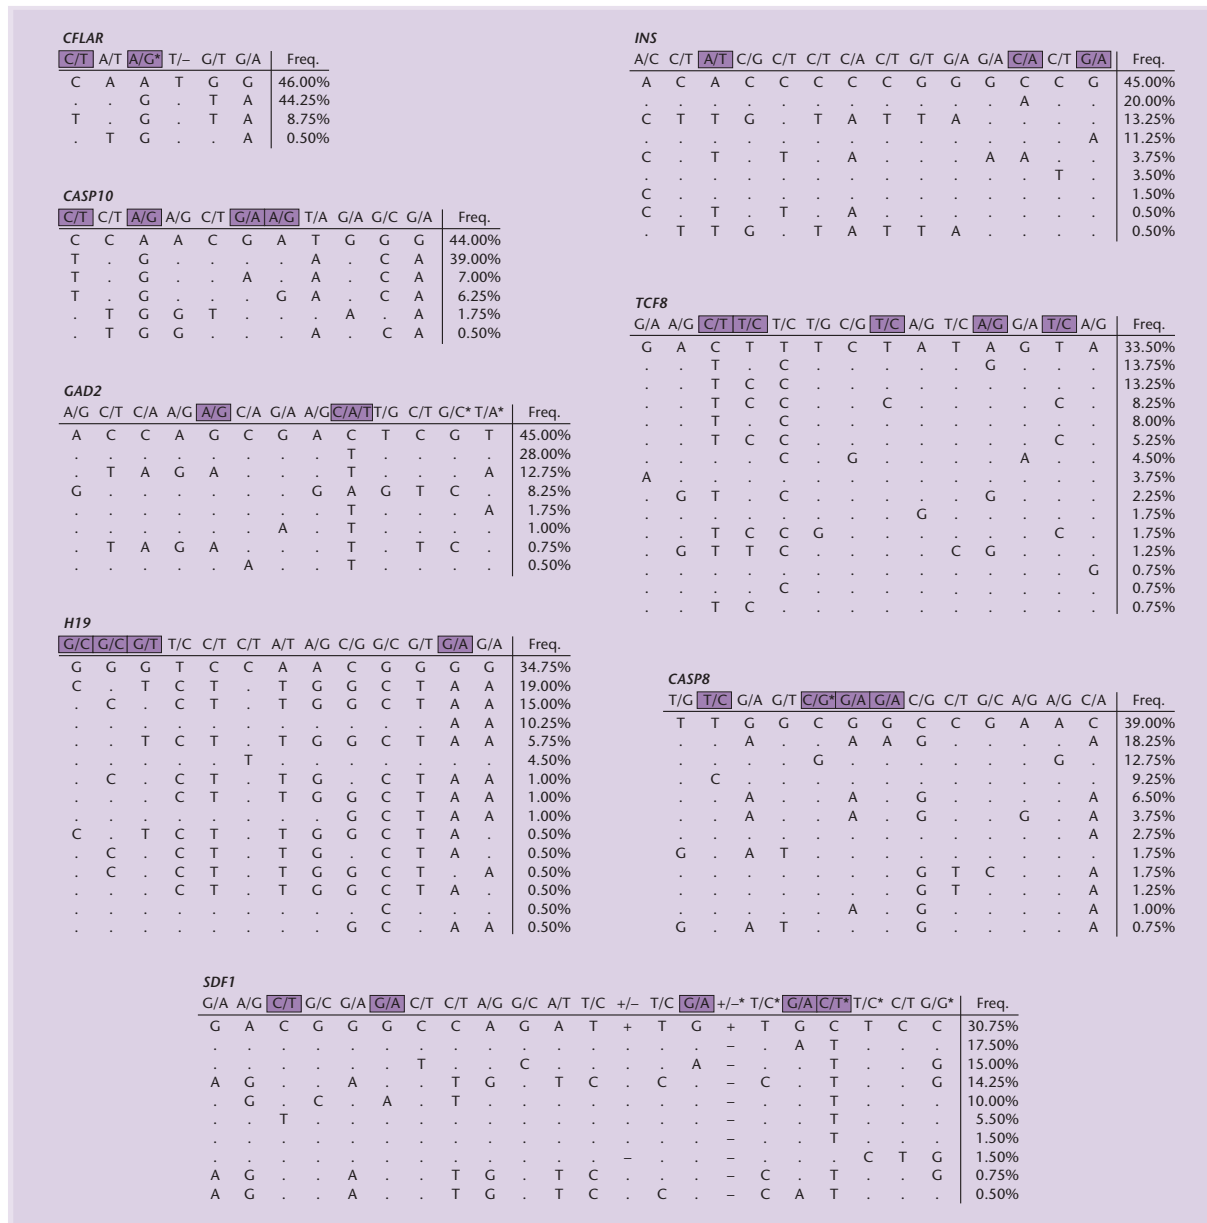 CFLAR
C/T A/T A/G* T/– G/T G/A Freq.
C A A T G G 46.00%
. . G . T A 44.25%
T . G . T A 8.75%
. T G . . A 0.50%
CASP10
C/T C/T A/G A/G C/T G/A A/G T/A G/A G/C G/A Freq.
C C A A C G A T G G G 44.00%
T . G . . . . A . C A 39.00%
T . G . . A . A . C A 7.00%
T . G . . . G A . C A 6.25%
. T G G T . . . A . A 1.75%
. T G G . . . A . C A 0.50%
GAD2
A/G C/T C/A A/G A/G C/A G/A A/G C/A/T T/G C/T G/C* T/A* Freq.
A C C A G C G A C T C G T 45.00%
. . . . . . . . T . . . . 28.00%
. T A G A . . . T . . . A 12.75%
G . . . . . . G A G T C . 8.25%
. . . . . . . . T . . . A 1.75%
. . . . . . A . T . . . . 1.00%
. T A G A . . . T . T C . 0.75%
. . . . . A . . T . . . . 0.50%
H19
G/C G/C G/T T/C C/T C/T A/T A/G C/G G/C G/T G/A G/A Freq.
G G G T C C A A C G G G G 34.75%
C . T C T . T G G C T A A 19.00%
. C . C T . T G G C T A A 15.00%
. . . . . . . . . . . A A 10.25%
. . T C T . T G G C T A A 5.75%
. . . . . T . . . . . . . 4.50%
. C . C T . T G . C T A A 1.00%
. . . C T . T G G C T A A 1.00%
. . . . . . . . G C T A A 1.00%
C . T C T . T G G C T A . 0.50%
. C . C T . T G . C T A . 0.50%
. C . C T . T G G C T . A 0.50%
. . . C T . T G G C T A . 0.50%
. . . . . . . . . C . . . 0.50%
. . . . . . . . G C . A A 0.50%
INS
A/C C/T A/T C/G C/T C/T C/A C/T G/T G/A G/A C/A C/T G/A Freq.
A C A C C C C C G G G C C G 45.00%
. . . . . . . . . . . A . . 20.00%
C T T G . T A T T A . . . . 13.25%
. . . . . . . . . . . . . A 11.25%
C . T . T . A . . . A A . . 3.75%
. . . . . . . . . . . . T . 3.50%
C . . . . . . . . . . . . . 1.50%
C . T . T . A . . . . . . . 0.50%
. T T G . T A T T A . . . . 0.50%
TCF8
G/A A/G C/T T/C T/C T/G C/G T/C A/G T/C A/G G/A T/C A/G Freq.
G A C T T T C T A T A G T A 33.50%
. . T . C . . . . . G . . . 13.75%
. . T C C . . . . . . . . . 13.25%
. . T C C . . C . . . . C . 8.25%
. . T . C . . . . . . . . . 8.00%
. . T C C . . . . . . . C . 5.25%
. . . . C . G . . . . A . . 4.50%
A . . . . . . . . . . . . . 3.75%
. G T . C . . . . . G . . . 2.25%
. . . . . . . . G . . . . . 1.75%
. . T C C G . . . . . . C . 1.75%
. G T T C . . . . C G . . . 1.25%
. . . . . . . . . . . . . G 0.75%
. . . . C . . . . . . . . . 0.75%
. . T C . . . . . . . . . . 0.75%
CASP8
T/G T/C G/A G/T C/G* G/A G/A C/G C/T G/C A/G A/G C/A Freq.
T T G G C G G C C G A A C 39.00%
. . A . . A A G . . . . A 18.25%
. . . . G . . . . . . G . 12.75%
. C . . . . . . . . . . . 9.25%
. . A . . A . G . . . . A 6.50%
. . A . . A . G . . G . A 3.75%
. . . . . . . . . . . . A 2.75%
G . A T . . . . . . . . . 1.75%
. . . . . . . G T C . . A 1.75%
. . . . . . . G T . . . A 1.25%
. . . . . A . G . . . . A 1.00%
G . A T . . . G . . . . A 0.75%
SDF1
G/A A/G C/T G/C G/A G/A C/T C/T A/G G/C A/T T/C +/– T/C G/A +/–* T/C* G/A C/T* T/C* C/T G/G* Freq.
G A C G G G C C A G A T + T G + T G C T C C 30.75%
. . . . . . . . . . . . . . . – . A T . . . 17.50%
. . . . . . T . . C . . . . A – . . T . . G 15.00%
A G . . A . . T G . T C . C . – C . T . . G 14.25%
. G . C . A . T . . . . . . . – . . T . . . 10.00%
. . T . . . . . . . . . . . . – . . T . . . 5.50%
. . . . . . . . . . . . . . . – . . T . . . 1.50%
. . . . . . . . . . . . – . . – . . . C T G 1.50%
A G . . A . . T G . T C . . . – C . T . . G 0.75%
A G . . A . . T G . T C . C . – C A T . . . 0.50%